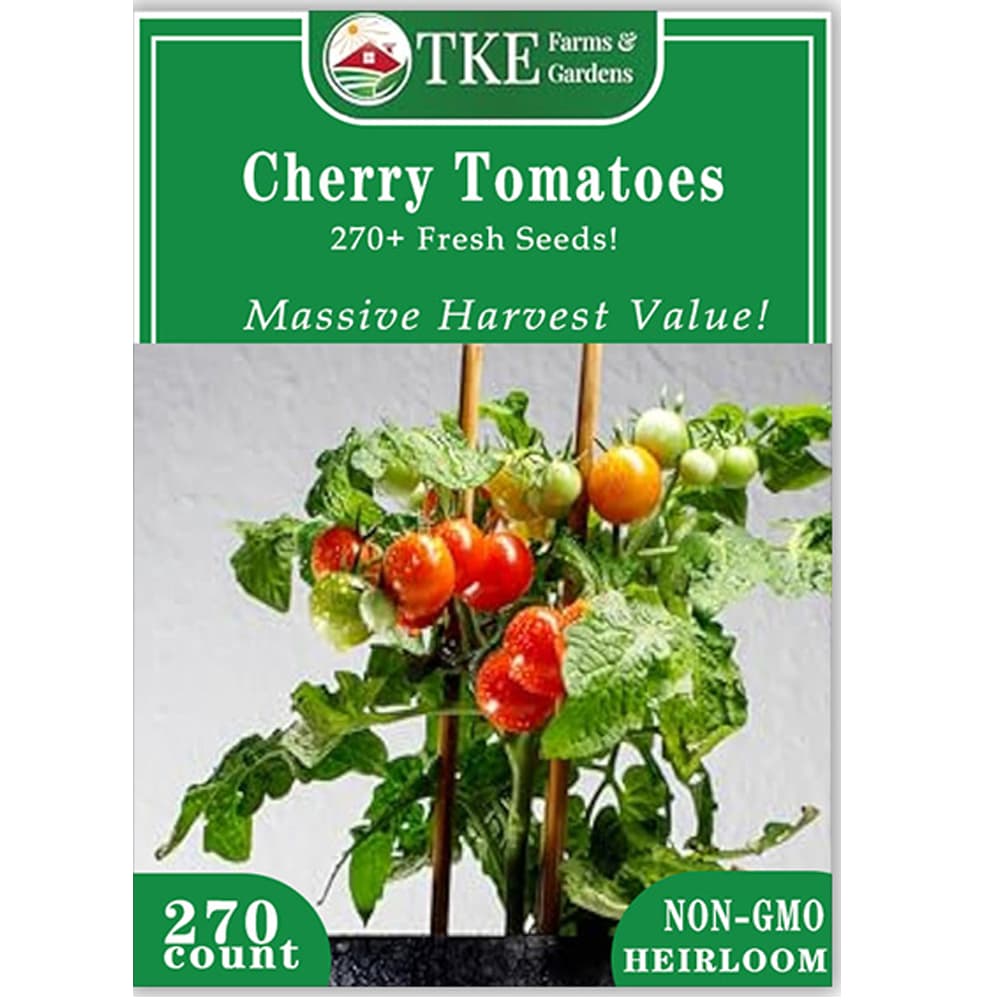 TKE Farms &
Gardens
Cherry Tomatoes
270+ Fresh Seeds!
Massive Harvest Value!
270
count
NON-GMO
HEIRLOOM